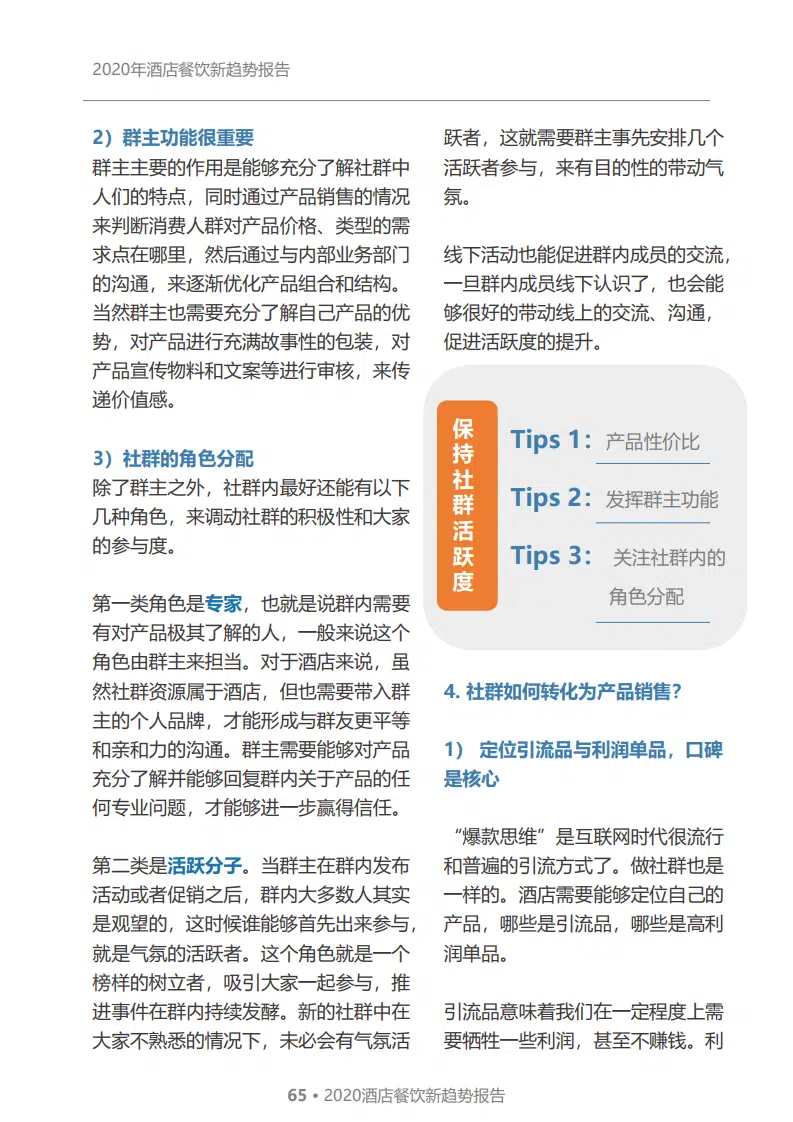 2020年酒店餐饮新趋势报告
2）群主功能很重要
群主主要的作用是能够充分了解社群中
人们的特点，同时通过产品销售的情况
来判断消费人群对产品价格、类型的需
求点在哪里，然后通过与内部业务部门
的沟通，来逐渐优化产品组合和结构。
当然群主也需要充分了解自己产品的优
势，对产品进行充满故事性的包装，对
产品宣传物料和文案等进行审核，来传
递价值感。
3）社群的角色分配
除了群主之外，社群内最好还能有以下
几种角色，来调动社群的积极性和大家
的参与度。
第一类角色是专家，也就是说群内需要
有对产品极其了解的人，一般来说这个
角色由群主来担当。对于酒店来说，虽
然社群资源属于酒店，但也需要带入群
主的个人品牌，才能形成与群友更平等
和亲和力的沟通。群主需要能够对产品
充分了解并能够回复群内关于产品的任
何专业问题，才能够进一步赢得信任。
第二类是活跃分子。当群主在群内发布
活动或者促销之后，群内大多数人其实
是观望的，这时候谁能够首先出来参与，
就是气氛的活跃者。这个角色就是一个
榜样的树立者，吸引大家一起参与，推
进事件在群内持续发酵。新的社群中在
大家不熟悉的情况下，未必会有气氛活
跃者，这就需要群主事先安排几个
活跃者参与，来有目的性的带动气
氛。
线下活动也能促进群内成员的交流，
一旦群内成员线下认识了，也会能
够很好的带动线上的交流、沟通，
促进活跃度的提升。
保持社群活跃度
Tips 1：产品性价比
Tips 2：发挥群主功能
Tips 3：关注社群内的
角色分配
4. 社群如何转化为产品销售？
1） 定位引流品与利润单品，口碑
是核心
“爆款思维”是互联网时代很流行
和普遍的引流方式了。做社群也是
一样的。酒店需要能够定位自己的
产品，哪些是引流品，哪些是高利
润单品。
引流品意味着我们在一定程度上需
要牺牲一些利润，甚至不赚钱。利
65 • 2020酒店餐饮新趋势报告